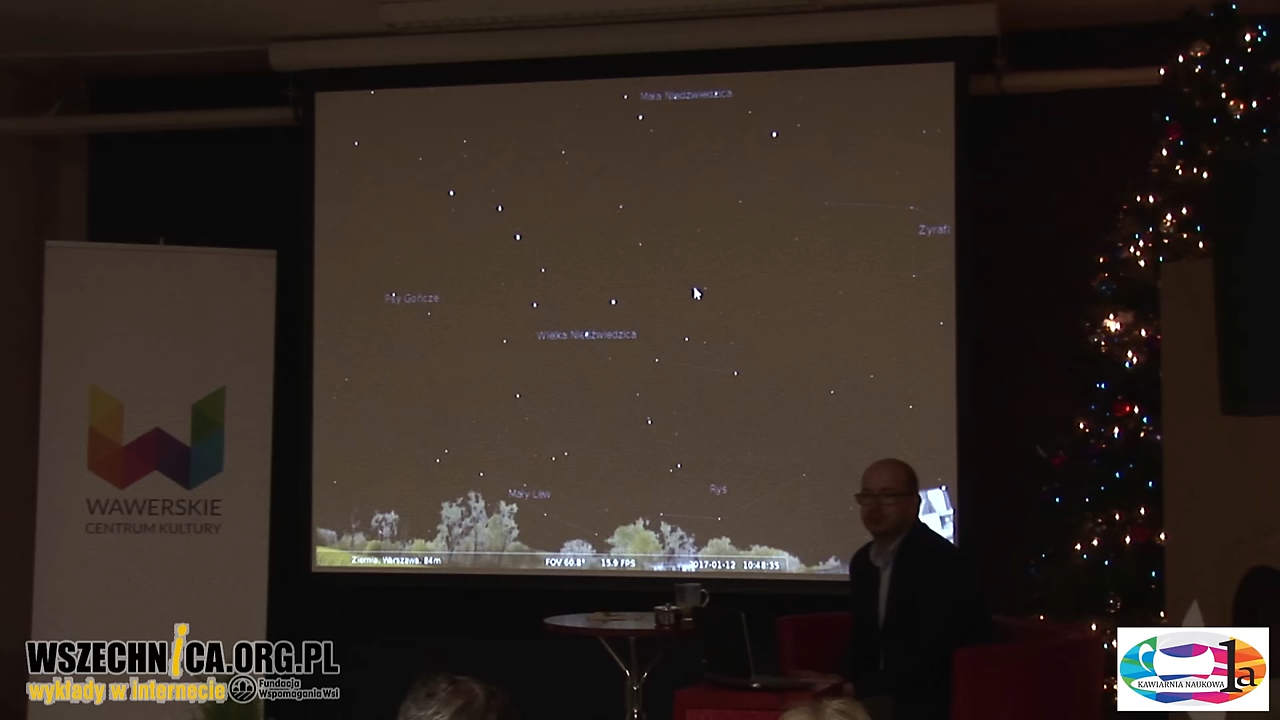 Mała Niedźwiedzica
Żyrafa
Psy Gończe
Wielka Niedźwiedzica
Mały Lew
Ryś
Ziemia, Warszawa, 84m
FOV 60.8°
15.9 FPS
2017-01-12 10:48:35
WAWERSKIE
CENTRUM KULTURY
WSZECHNICA.ORG.PL
wykłady w internecie
Fundacja
Wspomagania Wsi
KAWIARNIA NAUKOWA 1a